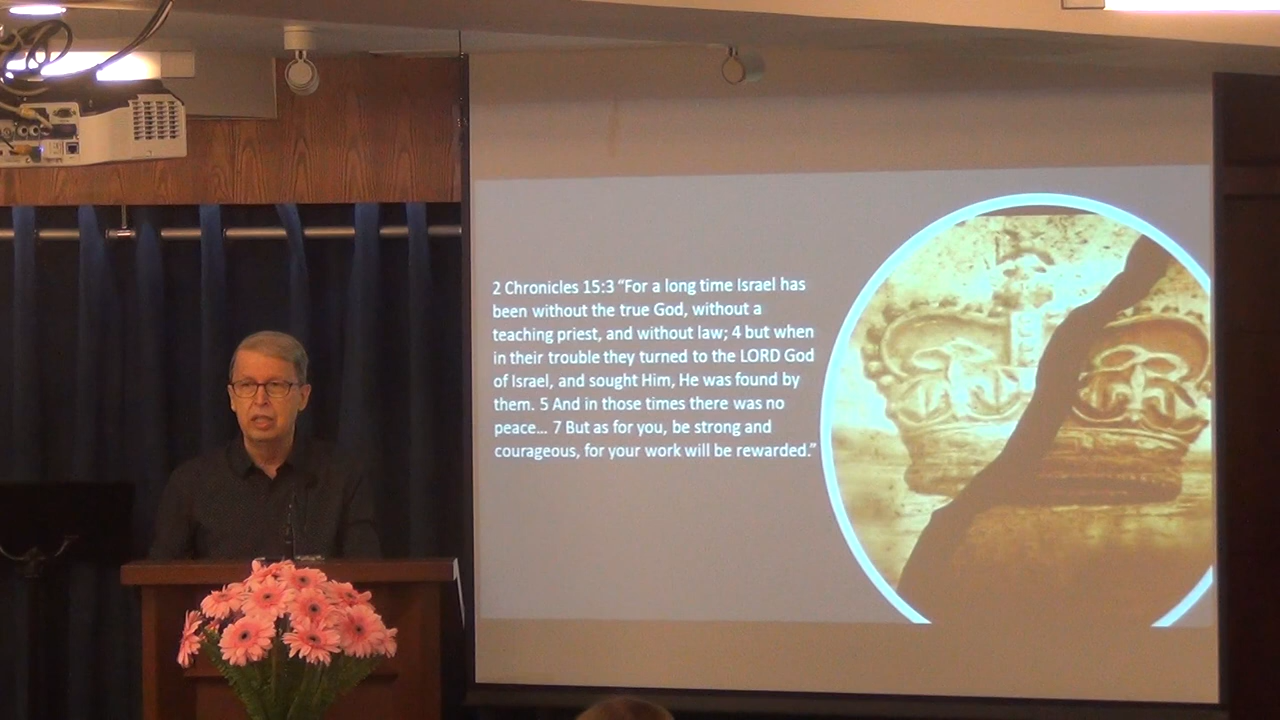 2 Chronicles 15:3 “For a long time Israel has
been without the true God, without a
teaching priest, and without law; 4 but when
in their trouble they turned to the LORD God
of Israel, and sought Him, He was found by
them. 5 And in those times there was no
peace… 7 But as for you, be strong and
courageous, for your work will be rewarded.”